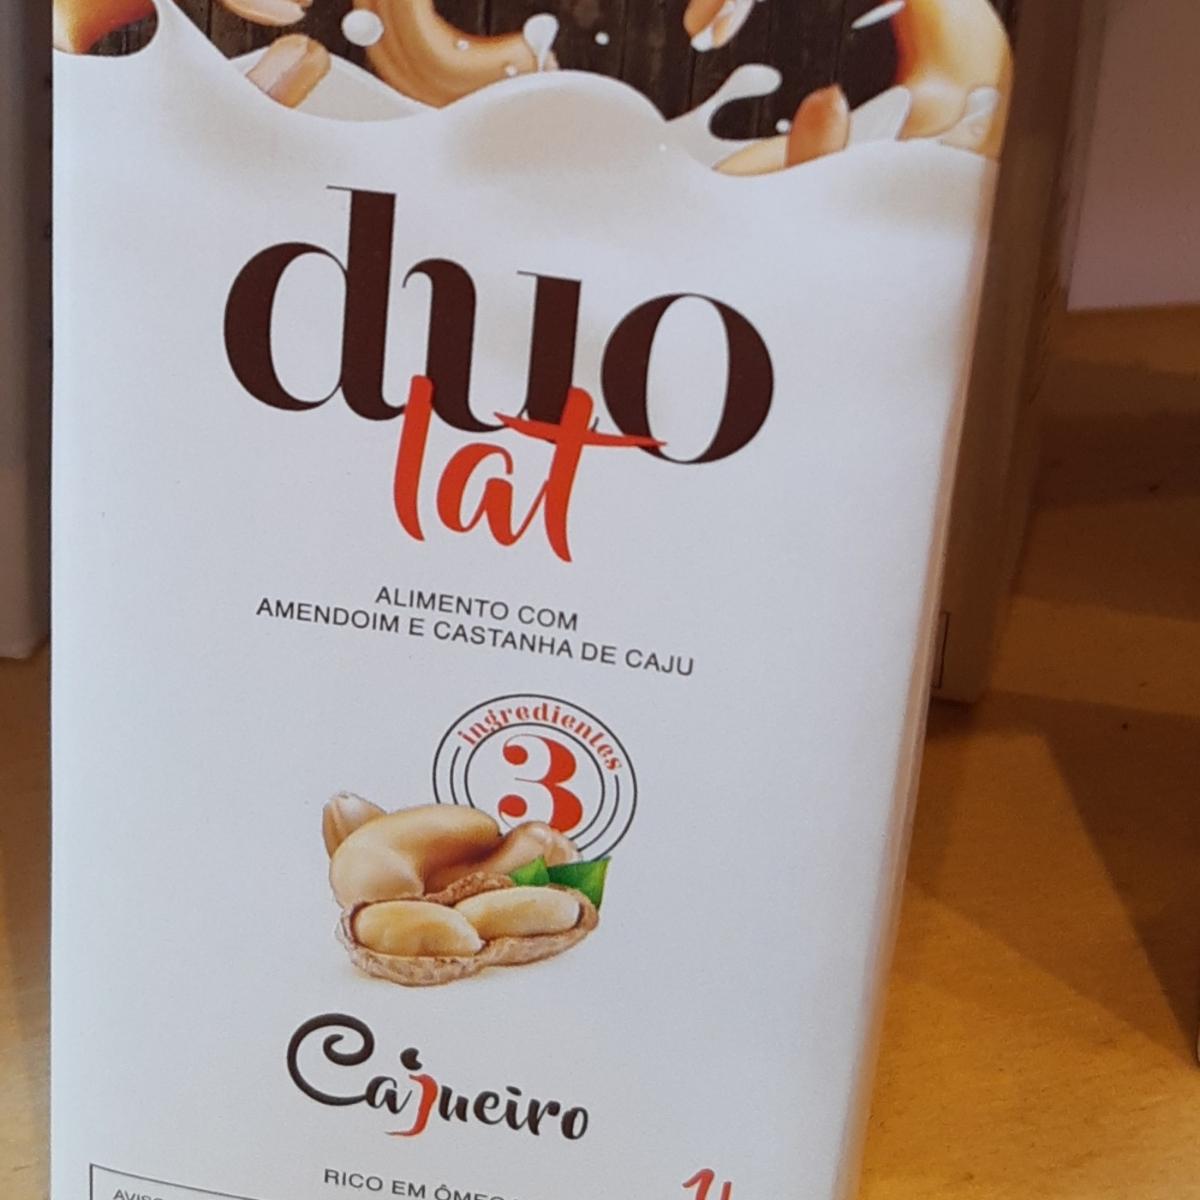 duo
lat
ALIMENTO COM
AMENDOIM E CASTANHA DE CAJU
ingredientes
3
Cajueiro
RICO EM